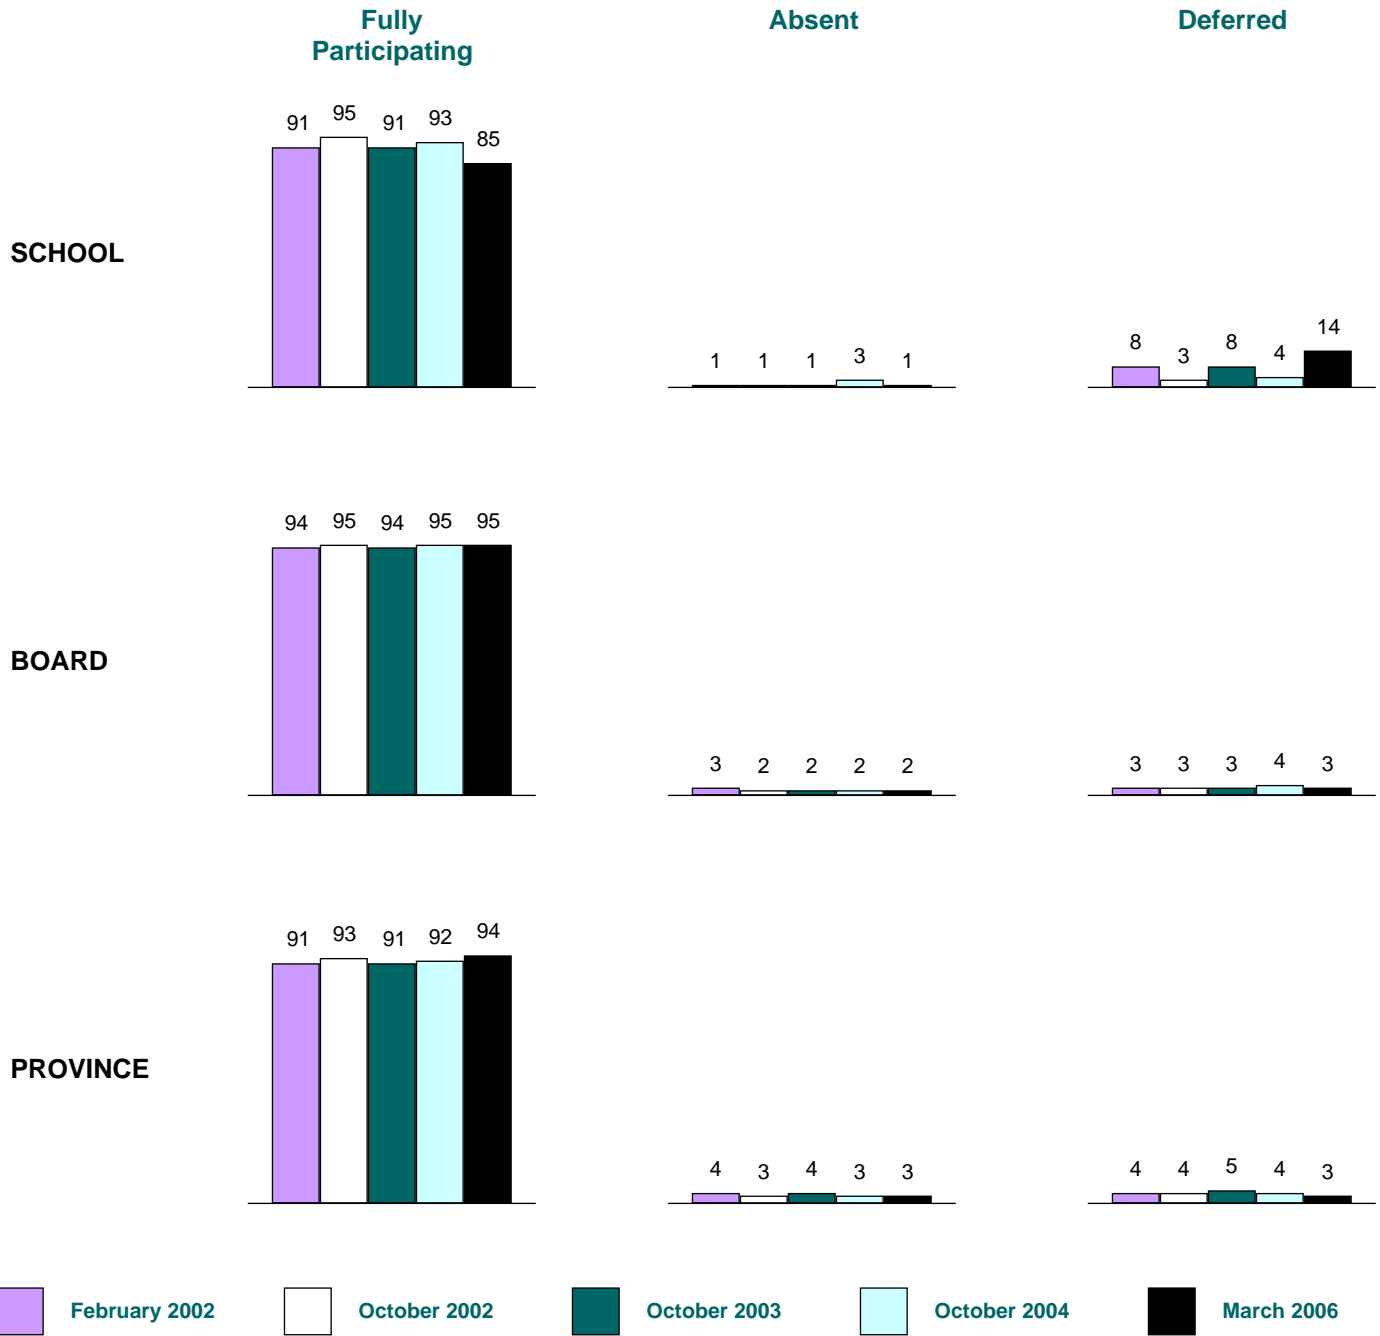 Fully
Participating
Absent
Deferred
SCHOOL
91 95 91 93 85
1 1 1 3 1
8 3 8 4 14
BOARD
94 95 94 95 95
3 2 2 2 2
3 3 3 4 3
PROVINCE
91 93 91 92 94
4 3 4 3 3
4 4 5 4 3
February 2002
October 2002
October 2003
October 2004
March 2006